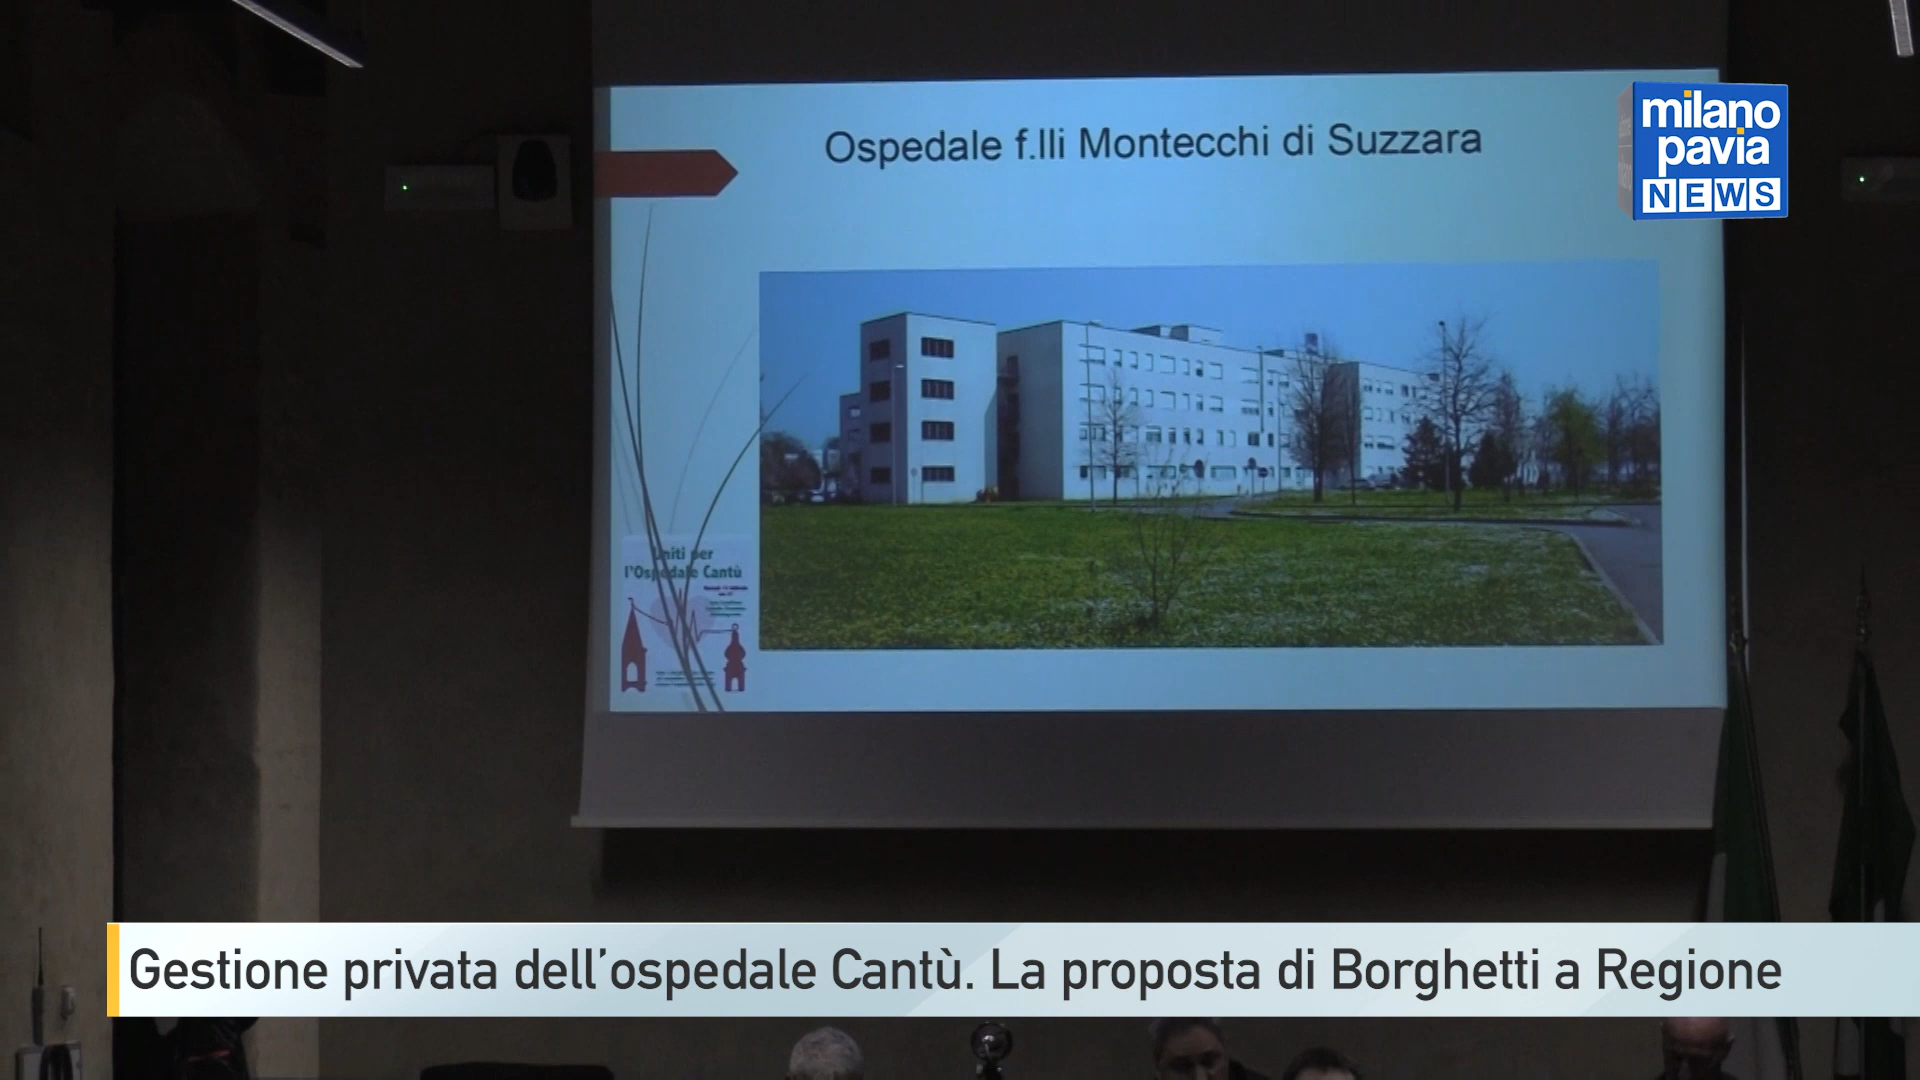 Ospedale f.lli Montecchi di Suzzara
milano
pavia
NEWS
Uniti per
l'Ospedale Cantù
Gestione privata dell'ospedale Cantù. La proposta di Borghetti a Regione